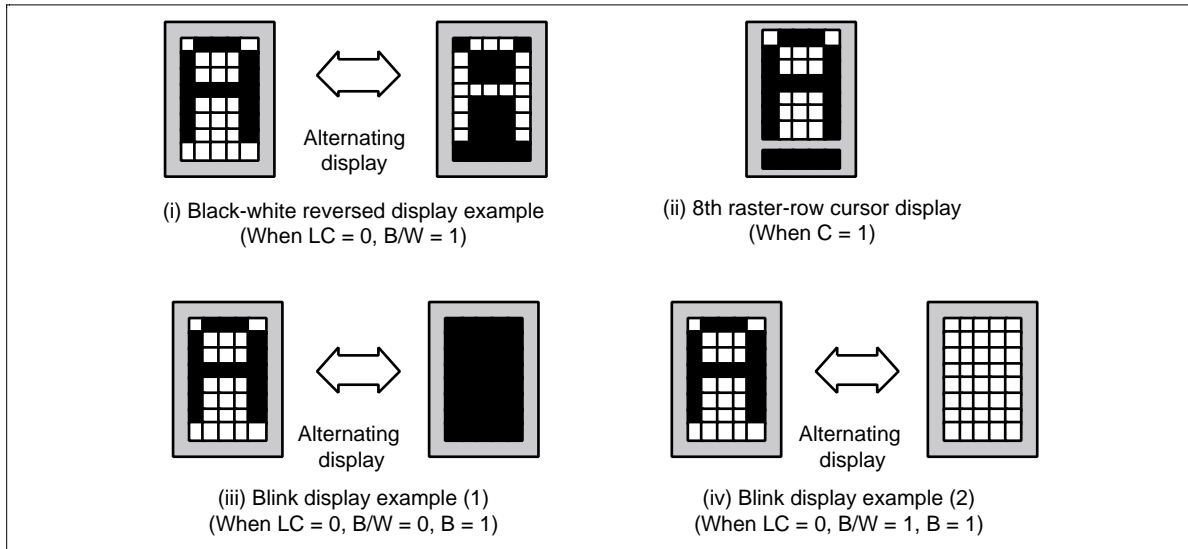 Alternating
display
(i) Black-white reversed display example
(When LC = 0, B/W = 1)
(ii) 8th raster-row cursor display
(When C = 1)
Alternating
display
(iii) Blink display example (1)
(When LC = 0, B/W = 0, B = 1)
Alternating
display
(iv) Blink display example (2)
(When LC = 0, B/W = 1, B = 1)